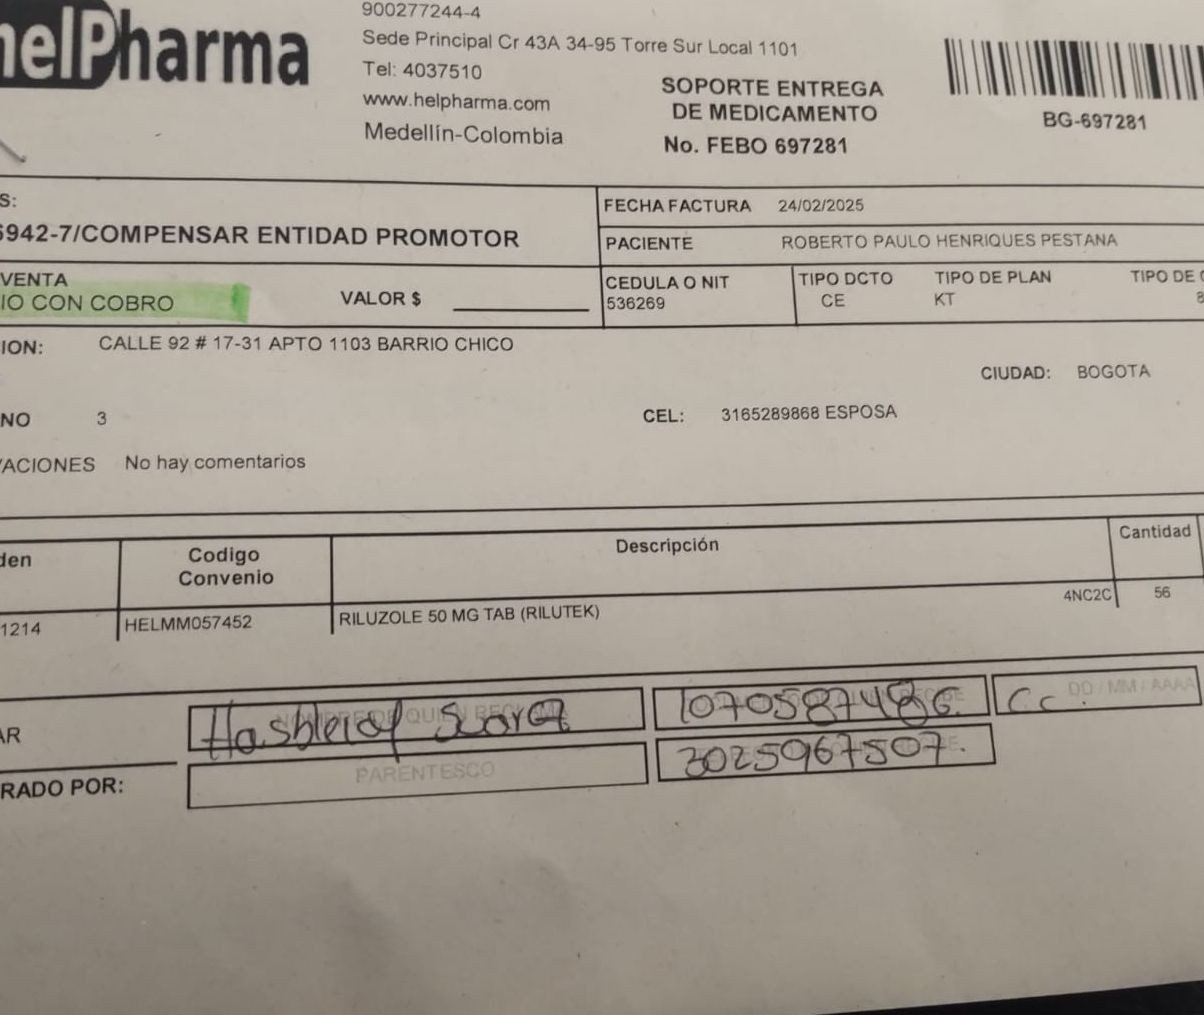 helPharma
900277244-4
Sede Principal Cr 43A 34-95 Torre Sur Local 1101
Tel: 4037510
www.helpharma.com
Medellín-Colombia
SOPORTE ENTREGA
DE MEDICAMENTO
No. FEBO 697281
BG-697281
S:
6942-7/COMPENSAR ENTIDAD PROMOTOR
FECHA FACTURA 24/02/2025
PACIENTE ROBERTO PAULO HENRIQUES PESTANA
VENTA
IO CON COBRO
VALOR $
CEDULA O NIT
536269
TIPO DCTO
CE
TIPO DE PLAN
KT
TIPO DE
8
ION: CALLE 92 # 17-31 APTO 1103 BARRIO CHICO
CIUDAD: BOGOTA
NO 3
CEL: 3165289868 ESPOSA
ACIONES No hay comentarios
den
Codigo
Convenio
Descripción
Cantidad
1214
HELMM057452
RILUZOLE 50 MG TAB (RILUTEK)
4NC2C
56
AR
1070587486.
C.c.
DD / MM / AAAA
RADO POR:
PARENTESCO
3025967507.